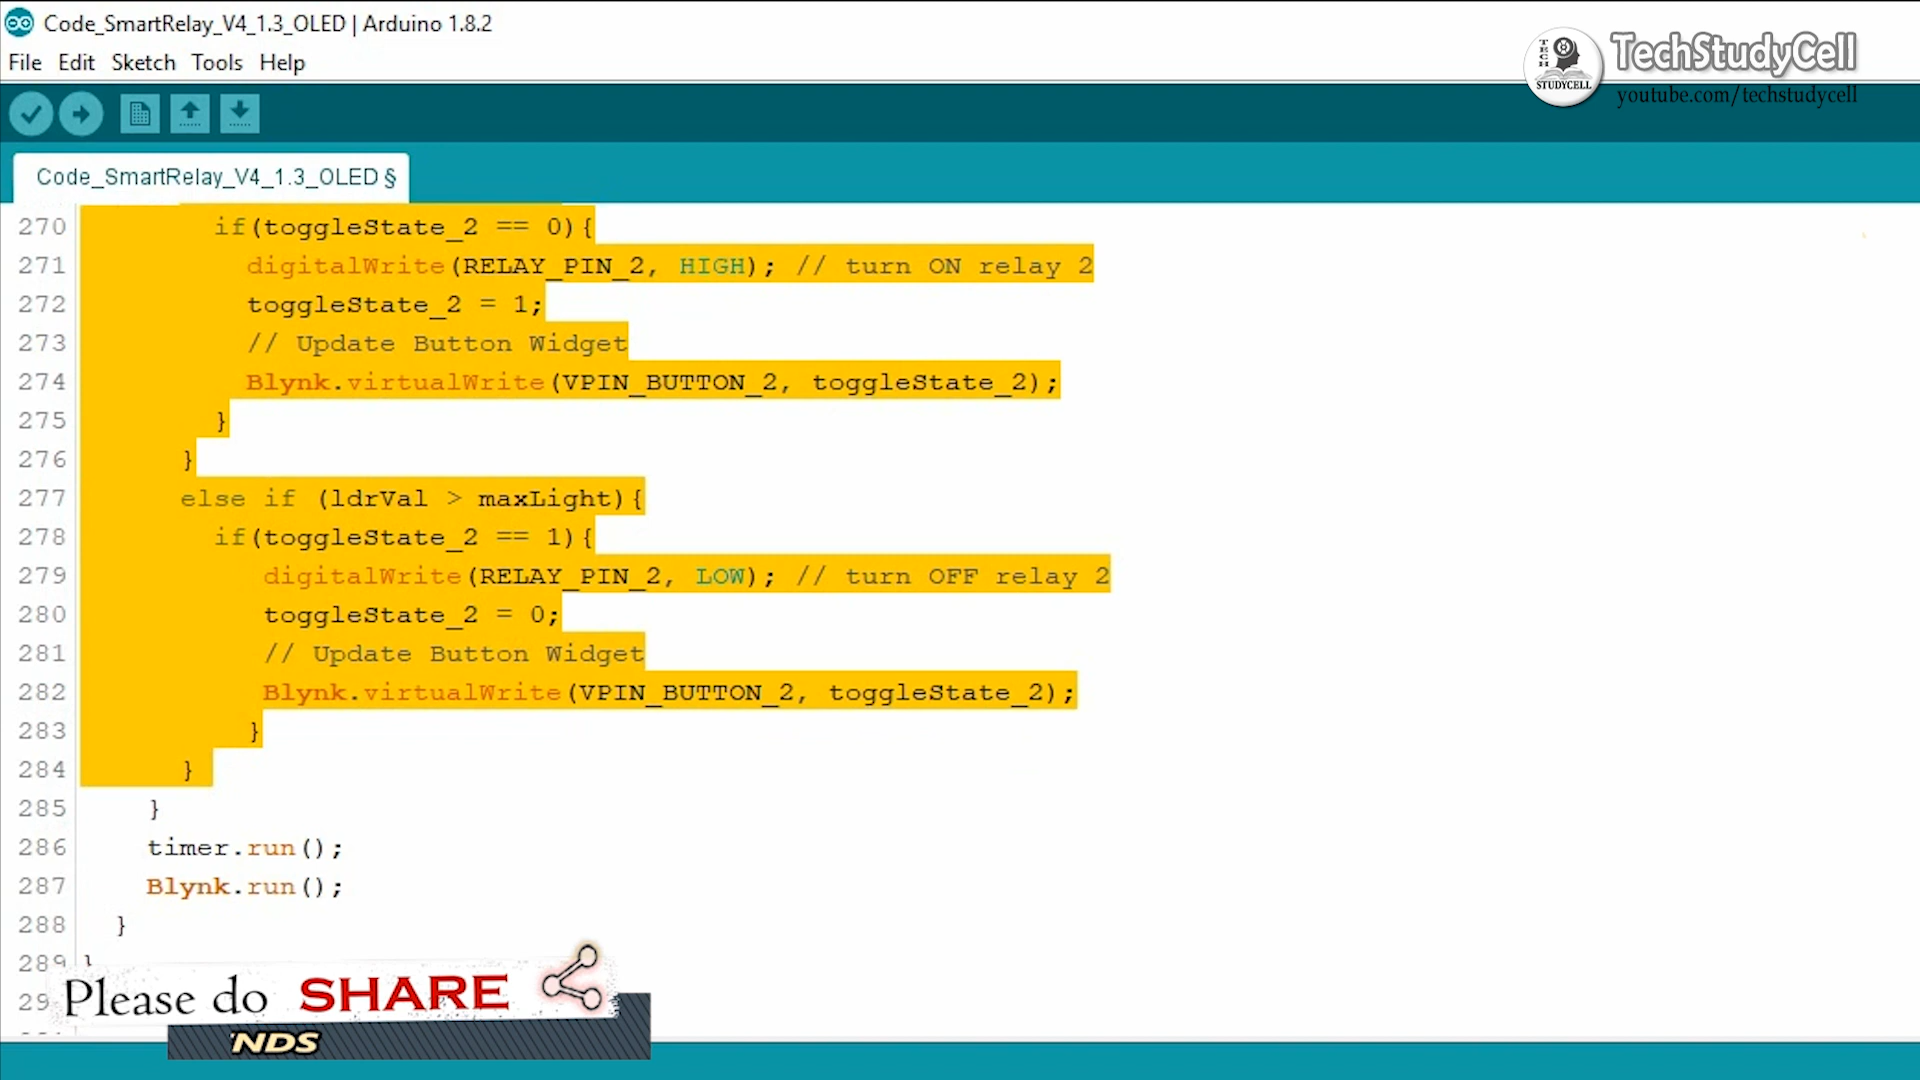 Code_SmartRelay_V4_1.3_OLED | Arduino 1.8.2
File Edit Sketch Tools Help
TECH
STUDYCELL
TechStudyCell
youtube.com/techstudycell
Code_SmartRelay_V4_1.3_OLED §
270 if(toggleState_2 == 0){
271 digitalWrite(RELAY_PIN_2, HIGH); // turn ON relay 2
272 toggleState_2 = 1;
273 // Update Button Widget
274 Blynk.virtualWrite(VPIN_BUTTON_2, toggleState_2);
275 }
276 }
277 else if (ldrVal > maxLight){
278 if(toggleState_2 == 1){
279 digitalWrite(RELAY_PIN_2, LOW); // turn OFF relay 2
280 toggleState_2 = 0;
281 // Update Button Widget
282 Blynk.virtualWrite(VPIN_BUTTON_2, toggleState_2);
283 }
284 }
285 }
286 timer.run();
287 Blynk.run();
288 }
289 }
Please do SHARE
NDS